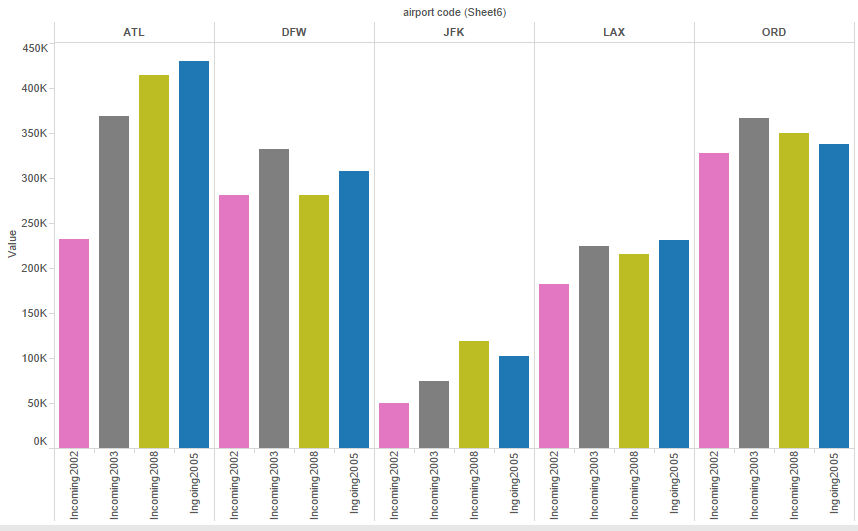 airport code (Sheet6)
ATL DFW JFK LAX ORD
450K
400K
350K
300K
250K
200K
150K
100K
50K
0K
Value
Incoming2002 Incoming2003 Incoming2008 Ingoing2005 Incoming2002 Incoming2003 Incoming2008 Ingoing2005 Incoming2002 Incoming2003 Incoming2008 Ingoing2005 Incoming2002 Incoming2003 Incoming2008 Ingoing2005 Incoming2002 Incoming2003 Incoming2008 Ingoing2005